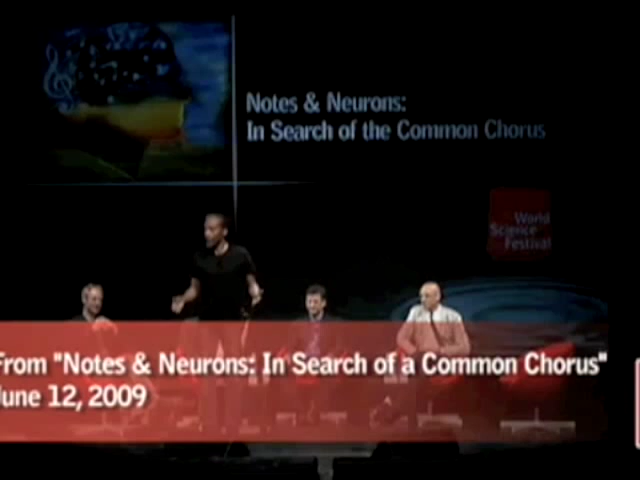 Notes & Neurons:
In Search of the Common Chorus
World
Science
Festival
From "Notes & Neurons: In Search of a Common Chorus"
June 12, 2009